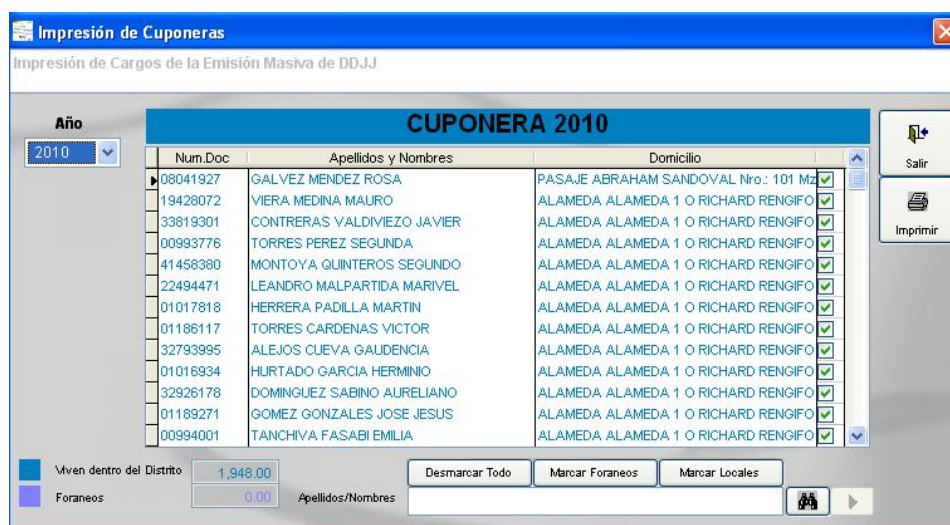 Impresión de Cuponeras
Impresión de Cargos de la Emisión Masiva de DDJJ
Año
2010
CUPONERA 2010
Salir
Imprimir
Num.Doc Apellidos y Nombres Domicilio
08041927 GALVEZ MENDEZ ROSA PASAJE ABRAHAM SANDOVAL Nro.: 101 Mz
19428072 VIERA MEDINA MAURO ALAMEDA ALAMEDA 1 O RICHARD RENGIFO
33819301 CONTRERAS VALDIVIEZO JAVIER ALAMEDA ALAMEDA 1 O RICHARD RENGIFO
00993776 TORRES PEREZ SEGUNDA ALAMEDA ALAMEDA 1 O RICHARD RENGIFO
41458380 MONTOYA QUINTEROS SEGUNDO ALAMEDA ALAMEDA 1 O RICHARD RENGIFO
22494471 LEANDRO MALPARTIDA MARIVEL ALAMEDA ALAMEDA 1 O RICHARD RENGIFO
01017818 HERRERA PADILLA MARTIN ALAMEDA ALAMEDA 1 O RICHARD RENGIFO
01186117 TORRES CARDENAS VICTOR ALAMEDA ALAMEDA 1 O RICHARD RENGIFO
32793995 ALEJOS CUEVA GAUDENCIA ALAMEDA ALAMEDA 1 O RICHARD RENGIFO
01016934 HURTADO GARCIA HERMINIO ALAMEDA ALAMEDA 1 O RICHARD RENGIFO
32926178 DOMINGUEZ SABINO AURELIANO ALAMEDA ALAMEDA 1 O RICHARD RENGIFO
01189271 GOMEZ GONZALES JOSE JESUS ALAMEDA ALAMEDA 1 O RICHARD RENGIFO
00994001 TANCHIVA FASABI EMILIA ALAMEDA ALAMEDA 1 O RICHARD RENGIFO
Viven dentro del Distrito 1,948.00 Desmarcar Todo Marcar Foraneos Marcar Locales
Foraneos 0.00 Apellidos/Nombres